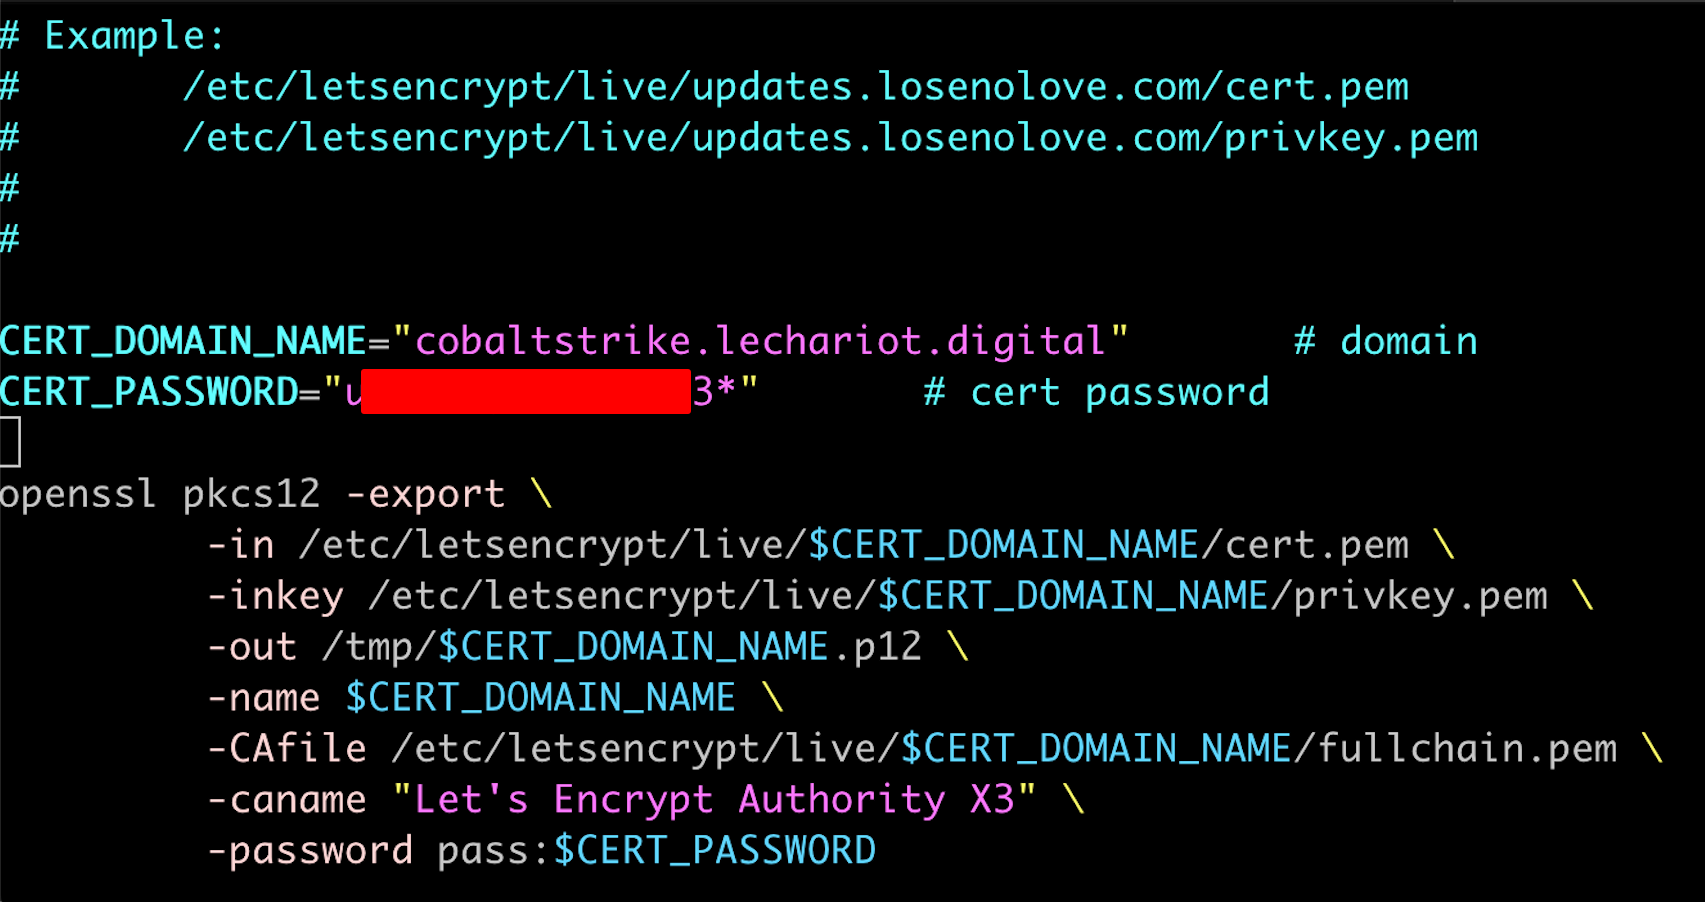 # Example:
#       /etc/letsencrypt/live/updates.losenolove.com/cert.pem
#       /etc/letsencrypt/live/updates.losenolove.com/privkey.pem
#
#
CERT_DOMAIN_NAME="cobaltstrike.lechariot.digital"       # domain
CERT_PASSWORD="u3*"       # cert password
openssl pkcs12 -export \
         -in /etc/letsencrypt/live/$CERT_DOMAIN_NAME/cert.pem \
         -inkey /etc/letsencrypt/live/$CERT_DOMAIN_NAME/privkey.pem \
         -out /tmp/$CERT_DOMAIN_NAME.p12 \
         -name $CERT_DOMAIN_NAME \
         -CAfile /etc/letsencrypt/live/$CERT_DOMAIN_NAME/fullchain.pem \
         -caname "Let's Encrypt Authority X3" \
         -password pass:$CERT_PASSWORD